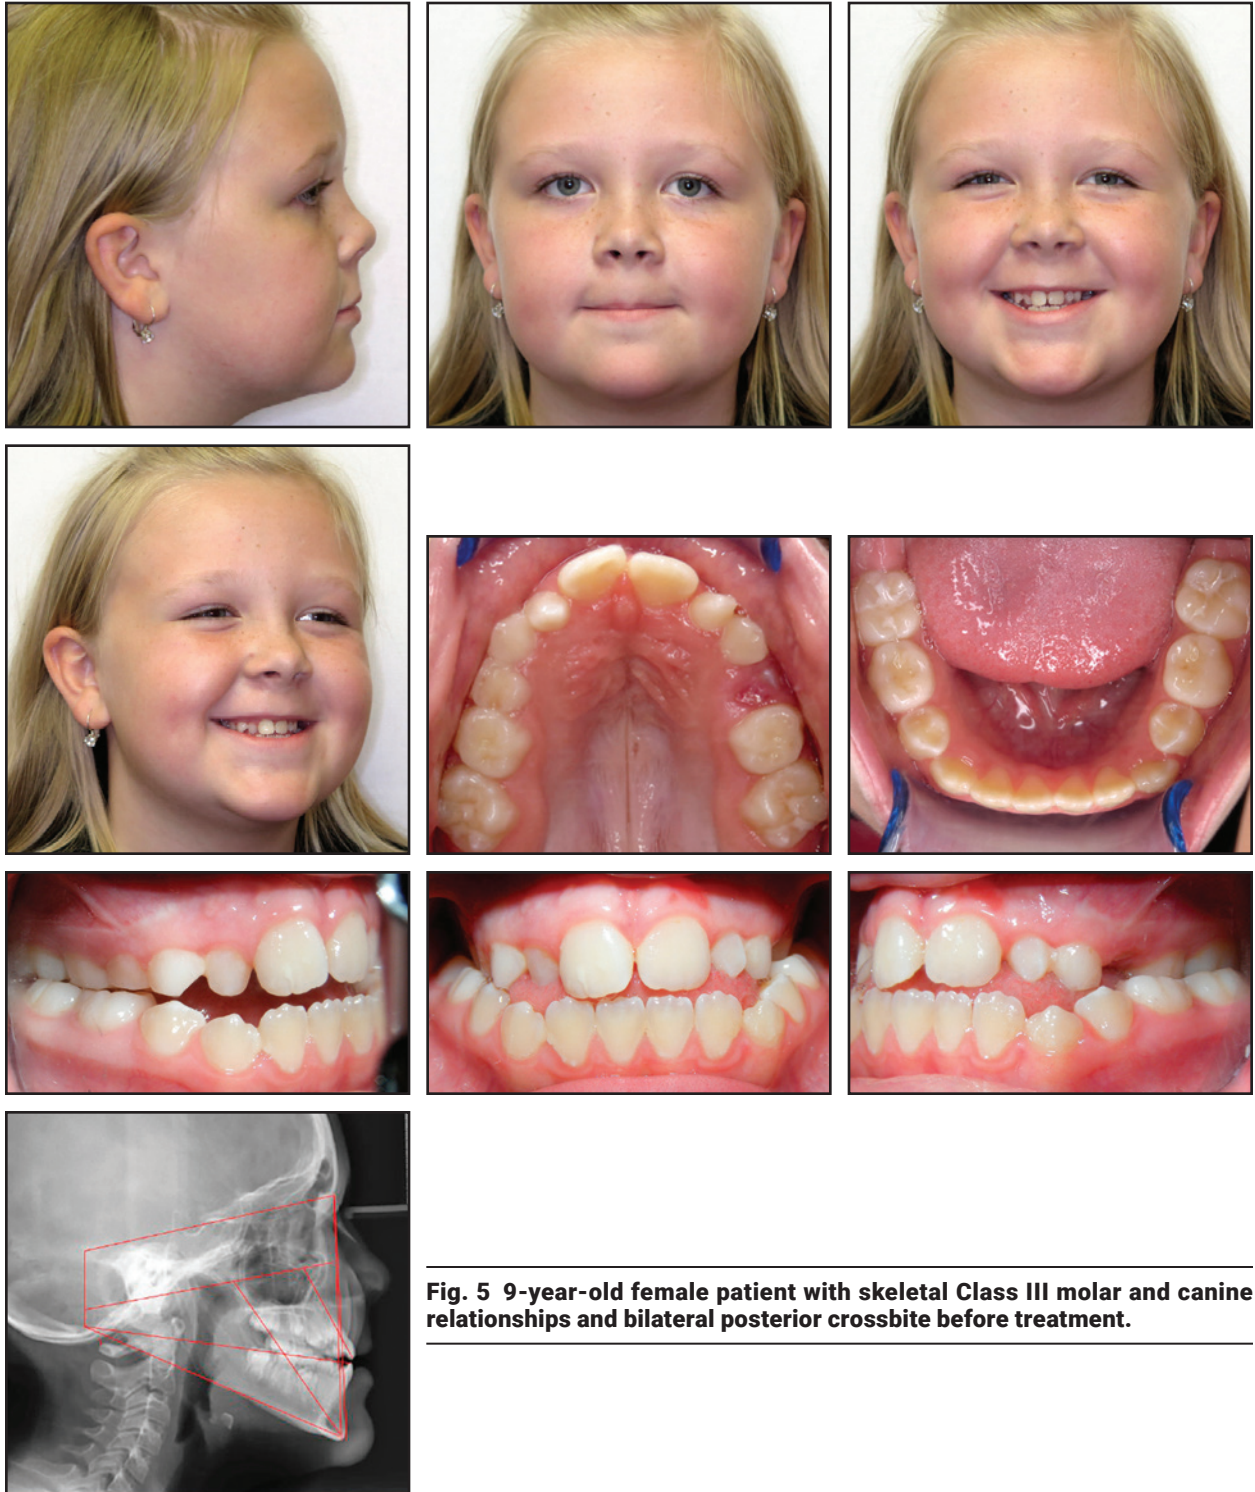 Fig. 5 9-year-old female patient with skeletal Class III molar and canine
relationships and bilateral posterior crossbite before treatment.